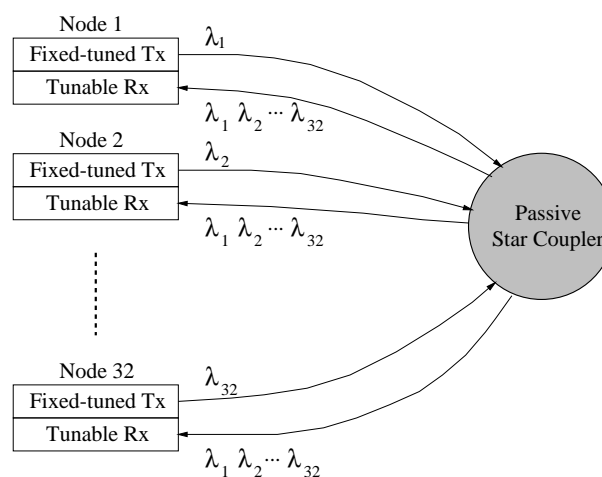 Node 1
Fixed-tuned Tx
Tunable Rx
λ1
λ1 λ2 ··· λ32
Node 2
Fixed-tuned Tx
Tunable Rx
λ2
λ1 λ2 ··· λ32
Passive
Star Coupler
Node 32
Fixed-tuned Tx
Tunable Rx
λ32
λ1 λ2 ··· λ32